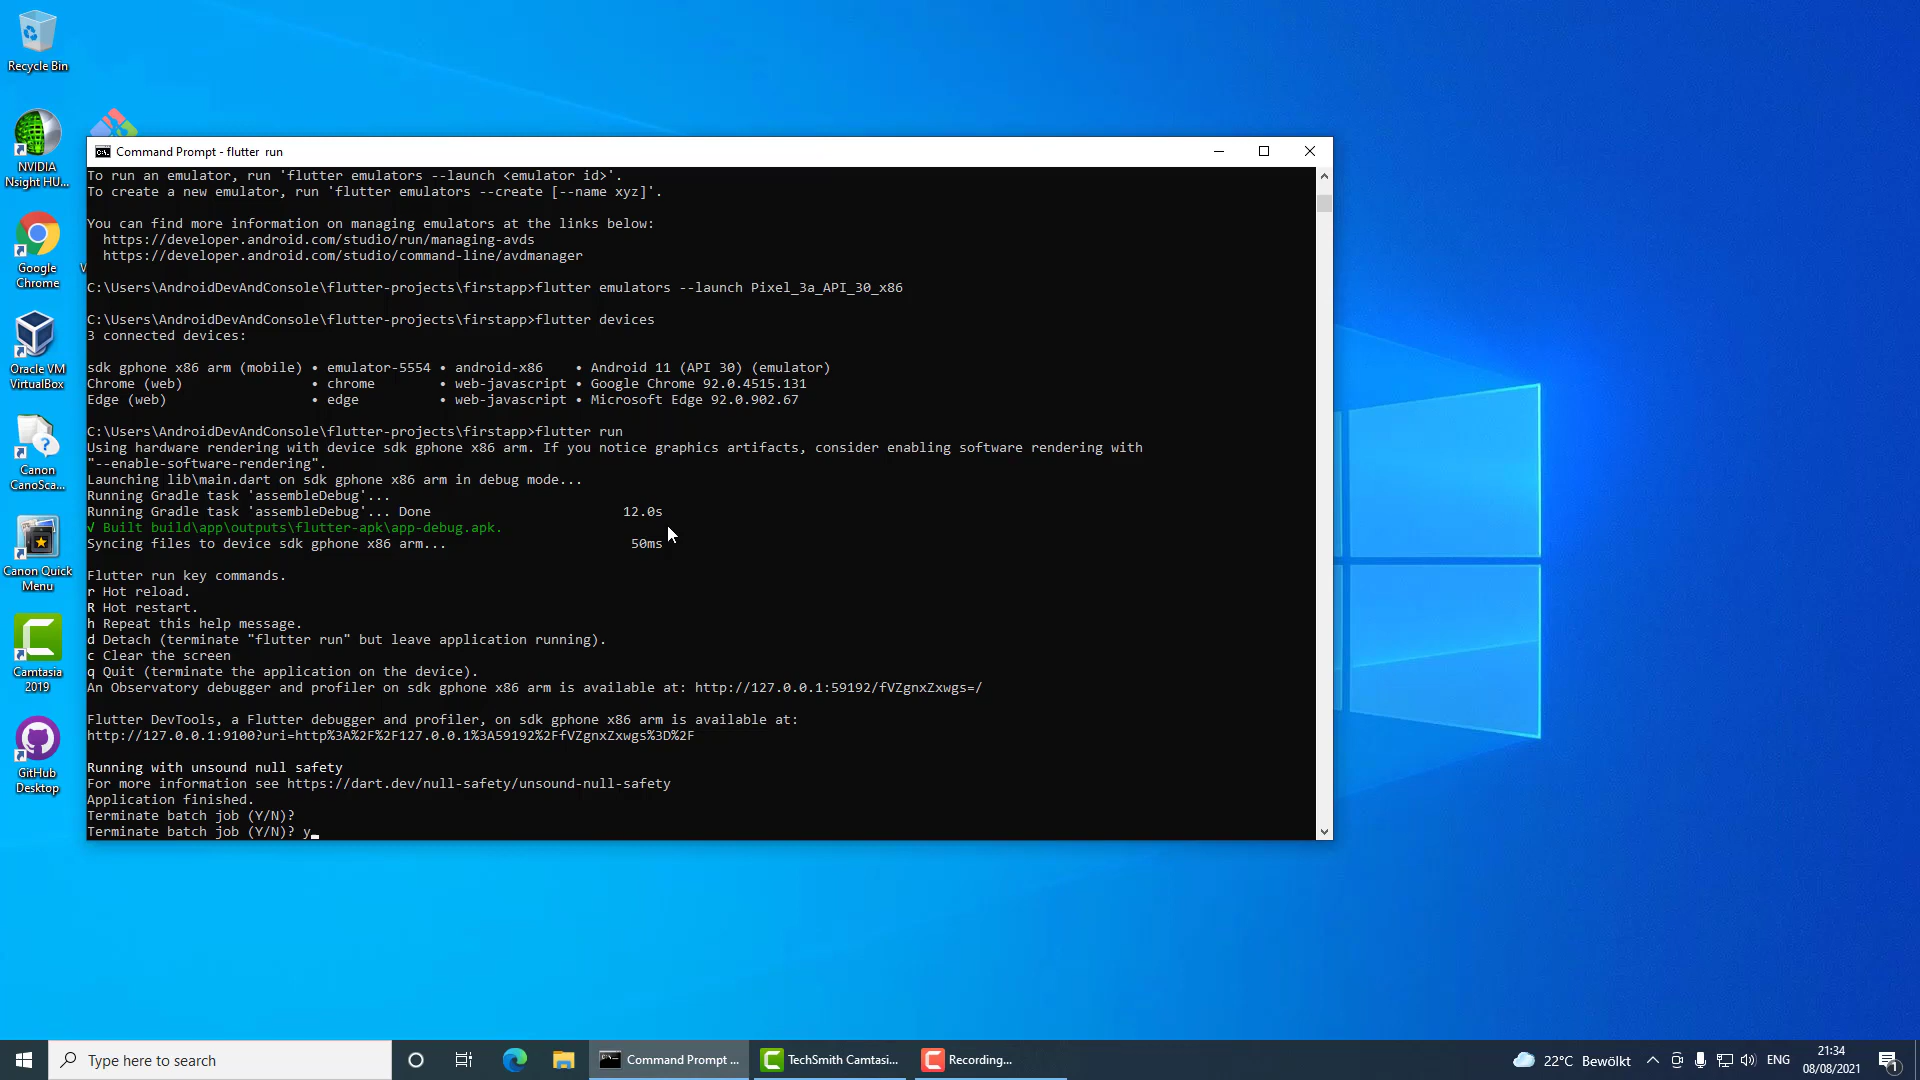 Recycle Bin
NVIDIA
Nsight HU...
Google
Chrome
V
Oracle VM
VirtualBox
Canon
CanoSca...
Canon Quick
Menu
Camtasia
2019
GitHub
Desktop
Command Prompt - flutter run
To run an emulator, run 'flutter emulators --launch <emulator id>'.
To create a new emulator, run 'flutter emulators --create [--name xyz]'.
You can find more information on managing emulators at the links below:
https://developer.android.com/studio/run/managing-avds
https://developer.android.com/studio/command-line/avdmanager
C:\Users\AndroidDevAndConsole\flutter-projects\firstapp>flutter emulators --launch Pixel_3a_API_30_x86
C:\Users\AndroidDevAndConsole\flutter-projects\firstapp>flutter devices
3 connected devices:
sdk gphone x86 arm (mobile) • emulator-5554 • android-x86 • Android 11 (API 30) (emulator)
Chrome (web) • chrome • web-javascript • Google Chrome 92.0.4515.131
Edge (web) • edge • web-javascript • Microsoft Edge 92.0.902.67
C:\Users\AndroidDevAndConsole\flutter-projects\firstapp>flutter run
Using hardware rendering with device sdk gphone x86 arm. If you notice graphics artifacts, consider enabling software rendering with
"--enable-software-rendering".
Launching lib\main.dart on sdk gphone x86 arm in debug mode...
Running Gradle task 'assembleDebug'...
Running Gradle task 'assembleDebug'... Done 12.0s
√ Built build\app\outputs\flutter-apk\app-debug.apk.
Syncing files to device sdk gphone x86 arm... 50ms
Flutter run key commands.
r Hot reload.
R Hot restart.
h Repeat this help message.
d Detach (terminate "flutter run" but leave application running).
c Clear the screen
q Quit (terminate the application on the device).
An Observatory debugger and profiler on sdk gphone x86 arm is available at: http://127.0.0.1:59192/fVZgnxZxwgs=/
Flutter DevTools, a Flutter debugger and profiler, on sdk gphone x86 arm is available at:
http://127.0.0.1:9100?uri=http%3A%2F%2F127.0.0.1%3A59192%2FfVZgnxZxwgs%3D%2F
Running with unsound null safety
For more information see https://dart.dev/null-safety/unsound-null-safety
Application finished.
Terminate batch job (Y/N)?
Terminate batch job (Y/N)? y_
Type here to search
Command Prompt ...
TechSmith Camtasi...
Recording...
22°C Bewölkt
ENG
21:34
08/08/2021
1